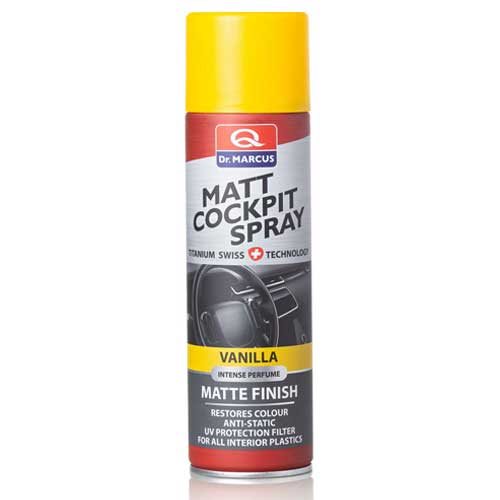 Dr. MARCUS
MATT
COCKPIT
SPRAY
TITANIUM SWISS TECHNOLOGY
VANILLA
INTENSE PERFUME
MATTE FINISH
RESTORES COLOUR
ANTI-STATIC
UV PROTECTION FILTER
FOR ALL INTERIOR PLASTICS